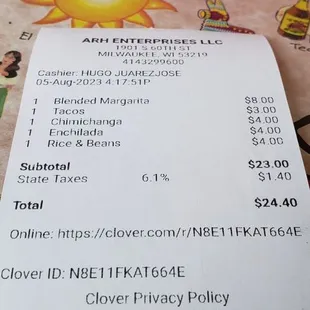 El
ARH ENTERPRISES LLC
1901 S 60TH ST
MILWAUKEE, WI 53219
4143299600
Cashier: HUGO JUAREZJOSE
05-Aug-2023 4:17:51P
1 Blended Margarita $8.00
1 Tacos $3.00
1 Chimichanga $4.00
1 Enchilada $4.00
1 Rice & Beans $4.00
Subtotal $23.00
State Taxes 6.1% $1.40
Total $24.40
Online: https://clover.com/r/N8E11FKAT664E
Clover ID: N8E11FKAT664E
Clover Privacy Policy